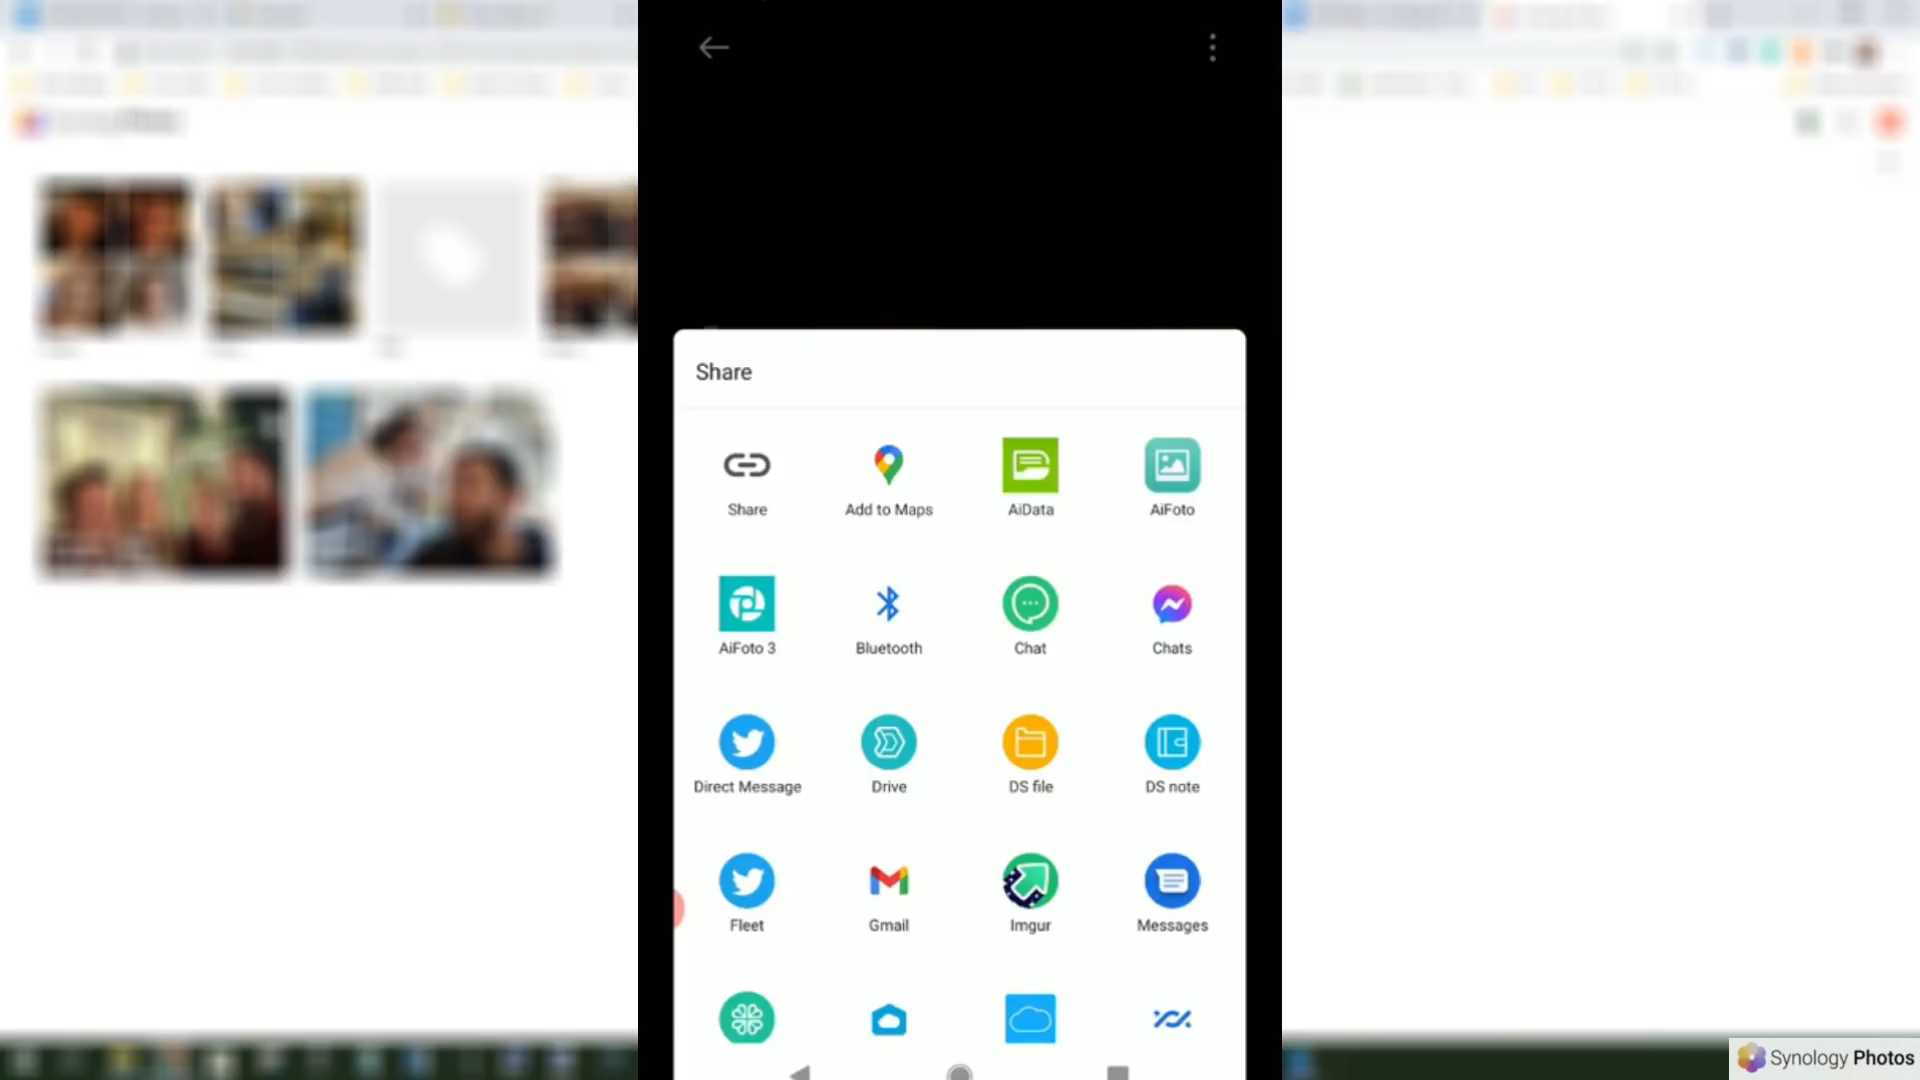 Share
Share
Add to Maps
AiData
AiFoto
AiFoto 3
Bluetooth
Chat
Chats
Direct Message
Drive
DS file
DS note
Fleet
Gmail
Imgur
Messages
Synology Photos